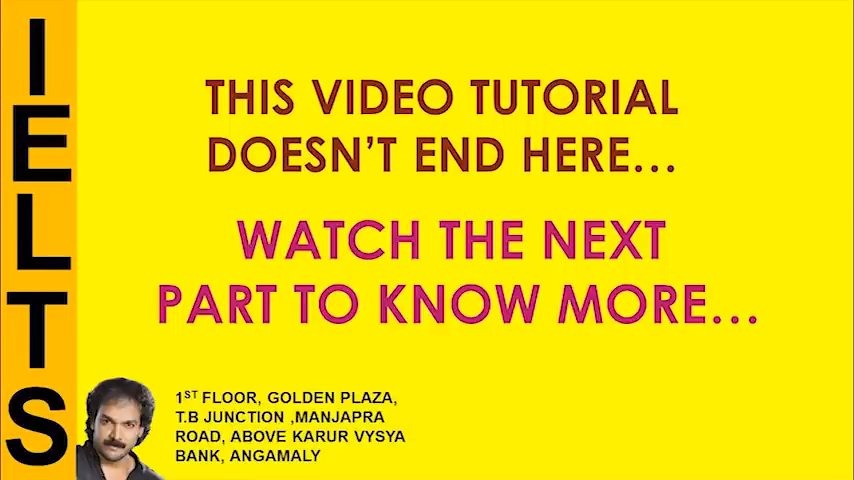 IELTS
THIS VIDEO TUTORIAL
DOESN’T END HERE...
WATCH THE NEXT
PART TO KNOW MORE...
1ST FLOOR, GOLDEN PLAZA,
T.B JUNCTION ,MANJAPRA
ROAD, ABOVE KARUR VYSYA
BANK, ANGAMALY